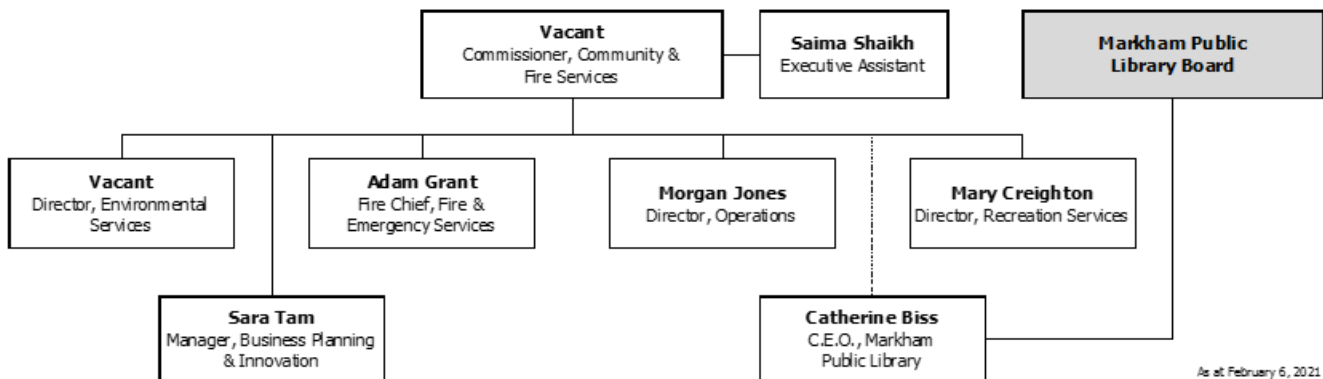 Vacant
Commissioner, Community &
Fire Services
Saima Shaikh
Executive Assistant
Markham Public
Library Board
Vacant
Director, Environmental
Services
Adam Grant
Fire Chief, Fire &
Emergency Services
Morgan Jones
Director, Operations
Mary Creighton
Director, Recreation Services
Sara Tam
Manager, Business Planning
& Innovation
Catherine Biss
C.E.O., Markham
Public Library
As at February 6, 2021